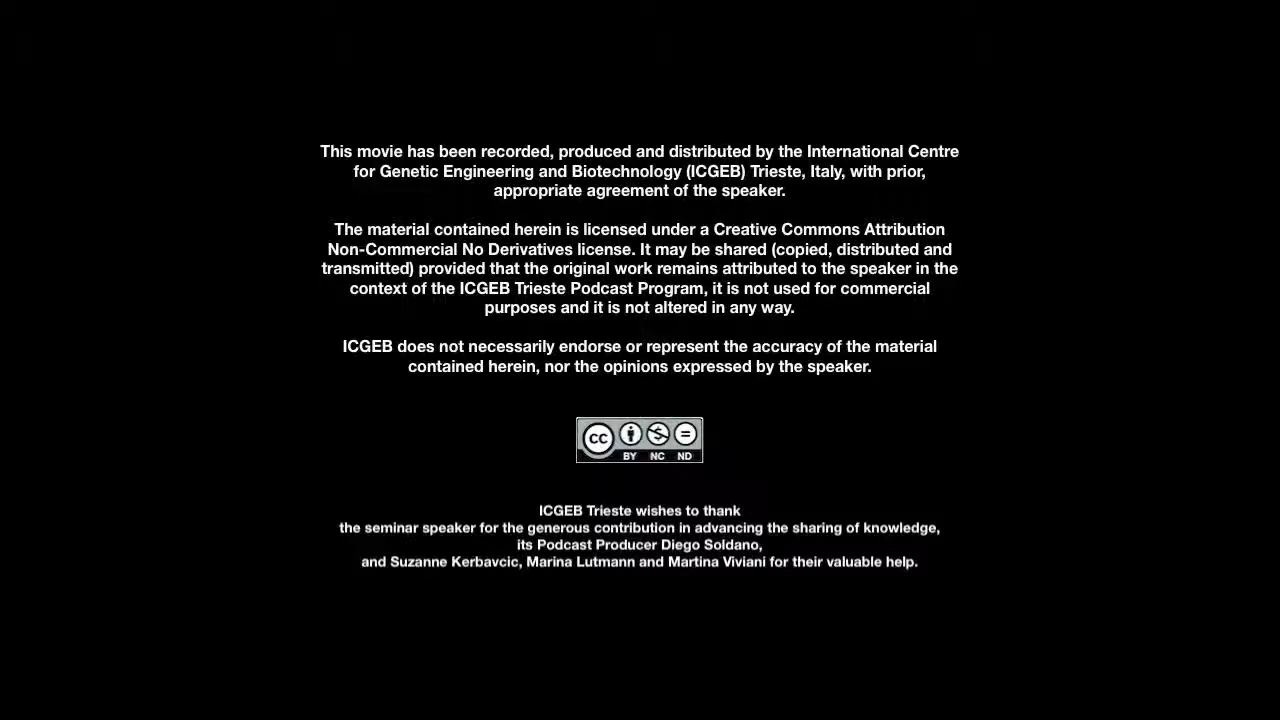 This movie has been recorded, produced and distributed by the International Centre
for Genetic Engineering and Biotechnology (ICGEB) Trieste, Italy, with prior,
appropriate agreement of the speaker.
The material contained herein is licensed under a Creative Commons Attribution
Non-Commercial No Derivatives license. It may be shared (copied, distributed and
transmitted) provided that the original work remains attributed to the speaker in the
context of the ICGEB Trieste Podcast Program, it is not used for commercial
purposes and it is not altered in any way.
ICGEB does not necessarily endorse or represent the accuracy of the material
contained herein, nor the opinions expressed by the speaker.
CC
BY NC ND
ICGEB Trieste wishes to thank
the seminar speaker for the generous contribution in advancing the sharing of knowledge,
its Podcast Producer Diego Soldano,
and Suzanne Kerbavcic, Marina Lutmann and Martina Viviani for their valuable help.